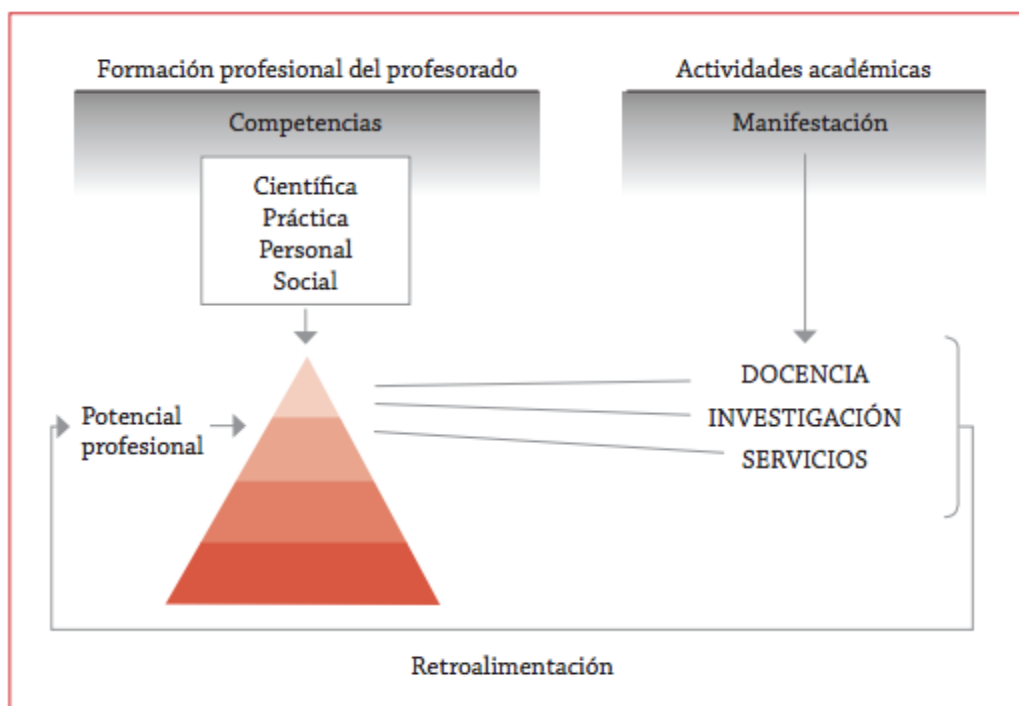 Formación profesional del profesorado
Competencias
Científica
Práctica
Personal
Social
Potencial
profesional
Actividades académicas
Manifestación
DOCENCIA
INVESTIGACIÓN
SERVICIOS
Retroalimentación